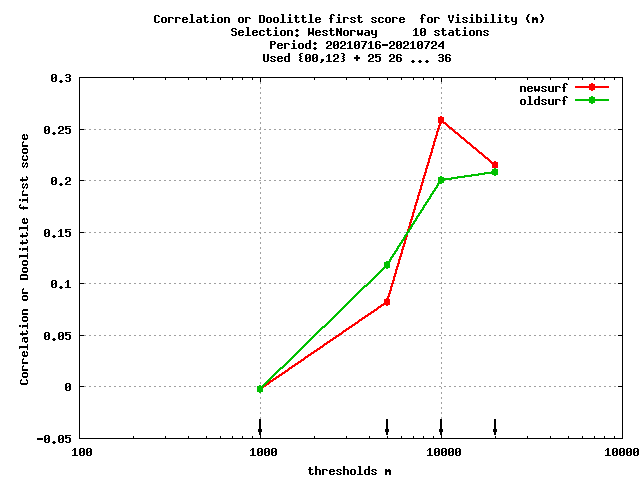 Correlation or Doolittle first score  for Visibility (m)
Selection: WestNorway     10 stations
Period: 20210716-20210724
Used {00,12} + 25 26 ... 36
newsurf
oldsurf
Correlation or Doolittle first score
0.3
0.25
0.2
0.15
0.1
0.05
0
-0.05
100 1000 10000 10000
thresholds m